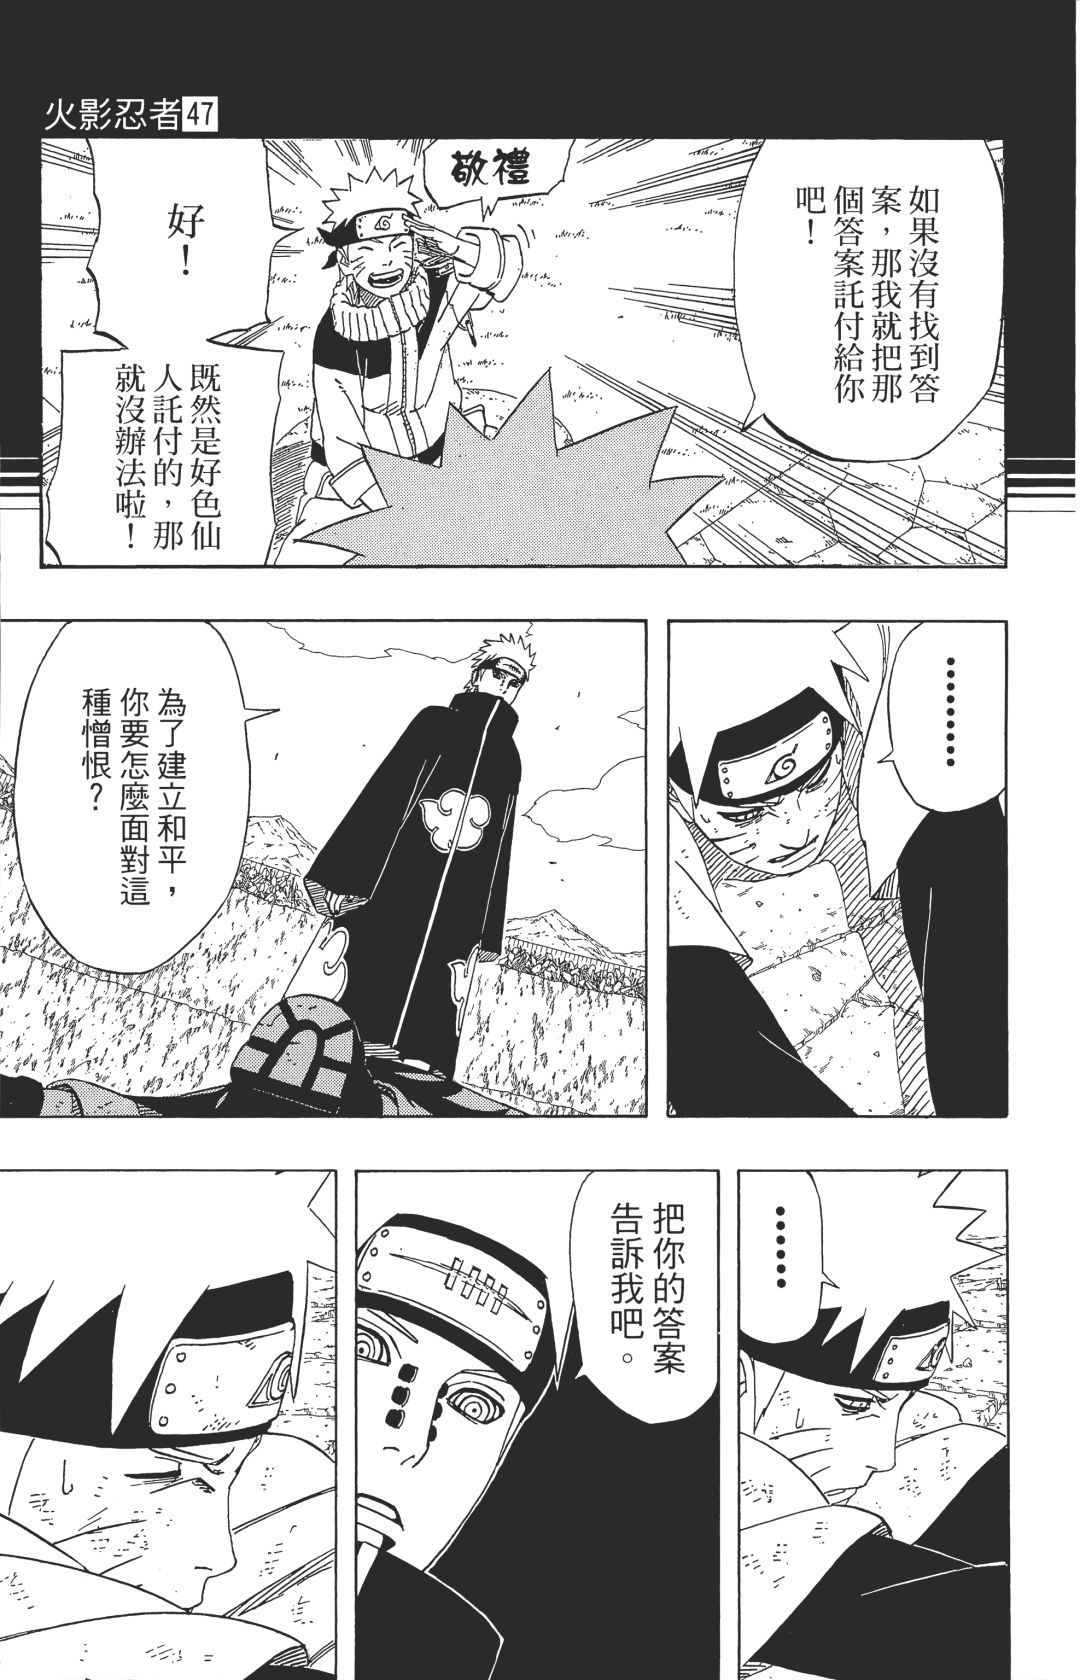 火影忍者47
如果沒有找到答
案，那我就把那
個答案託付給你
吧！
敬禮
好！
既然是好色仙
人託付的，那
就沒辦法啦！
………
為了建立和平，
你要怎麼面對這
種憎恨？
………
把你的答案
告訴我吧。